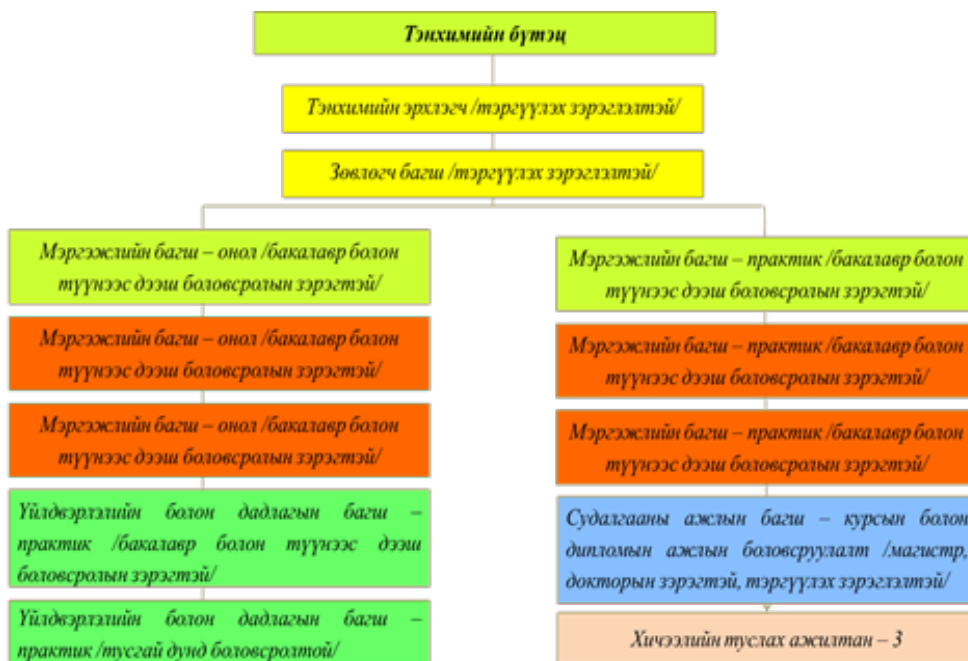 Тэнхимийн бүтэц
Тэнхимийн эрхлэгч /тэргүүлэх зэрэглэлтэй/
Зөвлөгч багш /тэргүүлэх зэрэглэлтэй/
Мэргэжлийн багш – онол /бакалавр болон
түүнээс дээш боловсролын зэрэгтэй/
Мэргэжлийн багш – онол /бакалавр болон
түүнээс дээш боловсролын зэрэгтэй/
Мэргэжлийн багш – онол /бакалавр болон
түүнээс дээш боловсролын зэрэгтэй/
Үйлдвэрлэлийн болон дадлагын багш –
практик /бакалавр болон түүнээс дээш
боловсролын зэрэгтэй/
Үйлдвэрлэлийн болон дадлагын багш –
практик /тусгай дунд боловсролтой/
Мэргэжлийн багш – практик /бакалавр болон
түүнээс дээш боловсролын зэрэгтэй/
Мэргэжлийн багш – практик /бакалавр болон
түүнээс дээш боловсролын зэрэгтэй/
Мэргэжлийн багш – практик /бакалавр болон
түүнээс дээш боловсролын зэрэгтэй/
Судалгааны ажлын багш – курсын болон
дипломын ажлын боловсруулалт /магистр,
докторын зэрэгтэй, тэргүүлэх зэрэглэлтэй/
Хичээлийн туслах ажилтан – 3